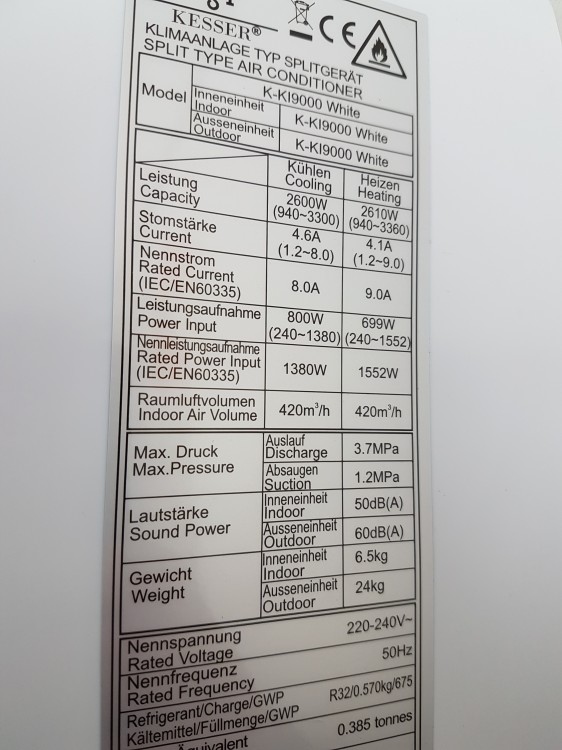 KESSER®
KLIMAANLAGE TYP SPLITGERÄT
SPLIT TYPE AIR CONDITIONER
Model
K-KI9000 White
Inneneinheit
Indoor
K-KI9000 White
Ausseneinheit
Outdoor
K-KI9000 White
Kühlen
Cooling
Heizen
Heating
Leistung
Capacity
2600W
(940~3300)
2610W
(940~3360)
Stomstärke
Current
4.6A
(1.2~8.0)
4.1A
(1.2~9.0)
Nennstrom
Rated Current
(IEC/EN60335)
8.0A
9.0A
Leistungsaufnahme
Power Input
800W
(240~1380)
699W
(240~1552)
Nennleistungsaufnahme
Rated Power Input
(IEC/EN60335)
1380W
1552W
Raumluftvolumen
Indoor Air Volume
420m³/h
420m³/h
Max. Druck
Max.Pressure
Auslauf
Discharge
3.7MPa
Absaugen
Suction
1.2MPa
Lautstärke
Sound Power
Inneneinheit
Indoor
50dB(A)
Ausseneinheit
Outdoor
60dB(A)
Gewicht
Weight
Inneneinheit
Indoor
6.5kg
Ausseneinheit
Outdoor
24kg
Nennspannung
Rated Voltage
220-240V~
Nennfrequenz
Rated Frequency
50Hz
Refrigerant/Charge/GWP
Kältemittel/Füllmenge/GWP
R32/0.570kg/675
0.385 tonnes